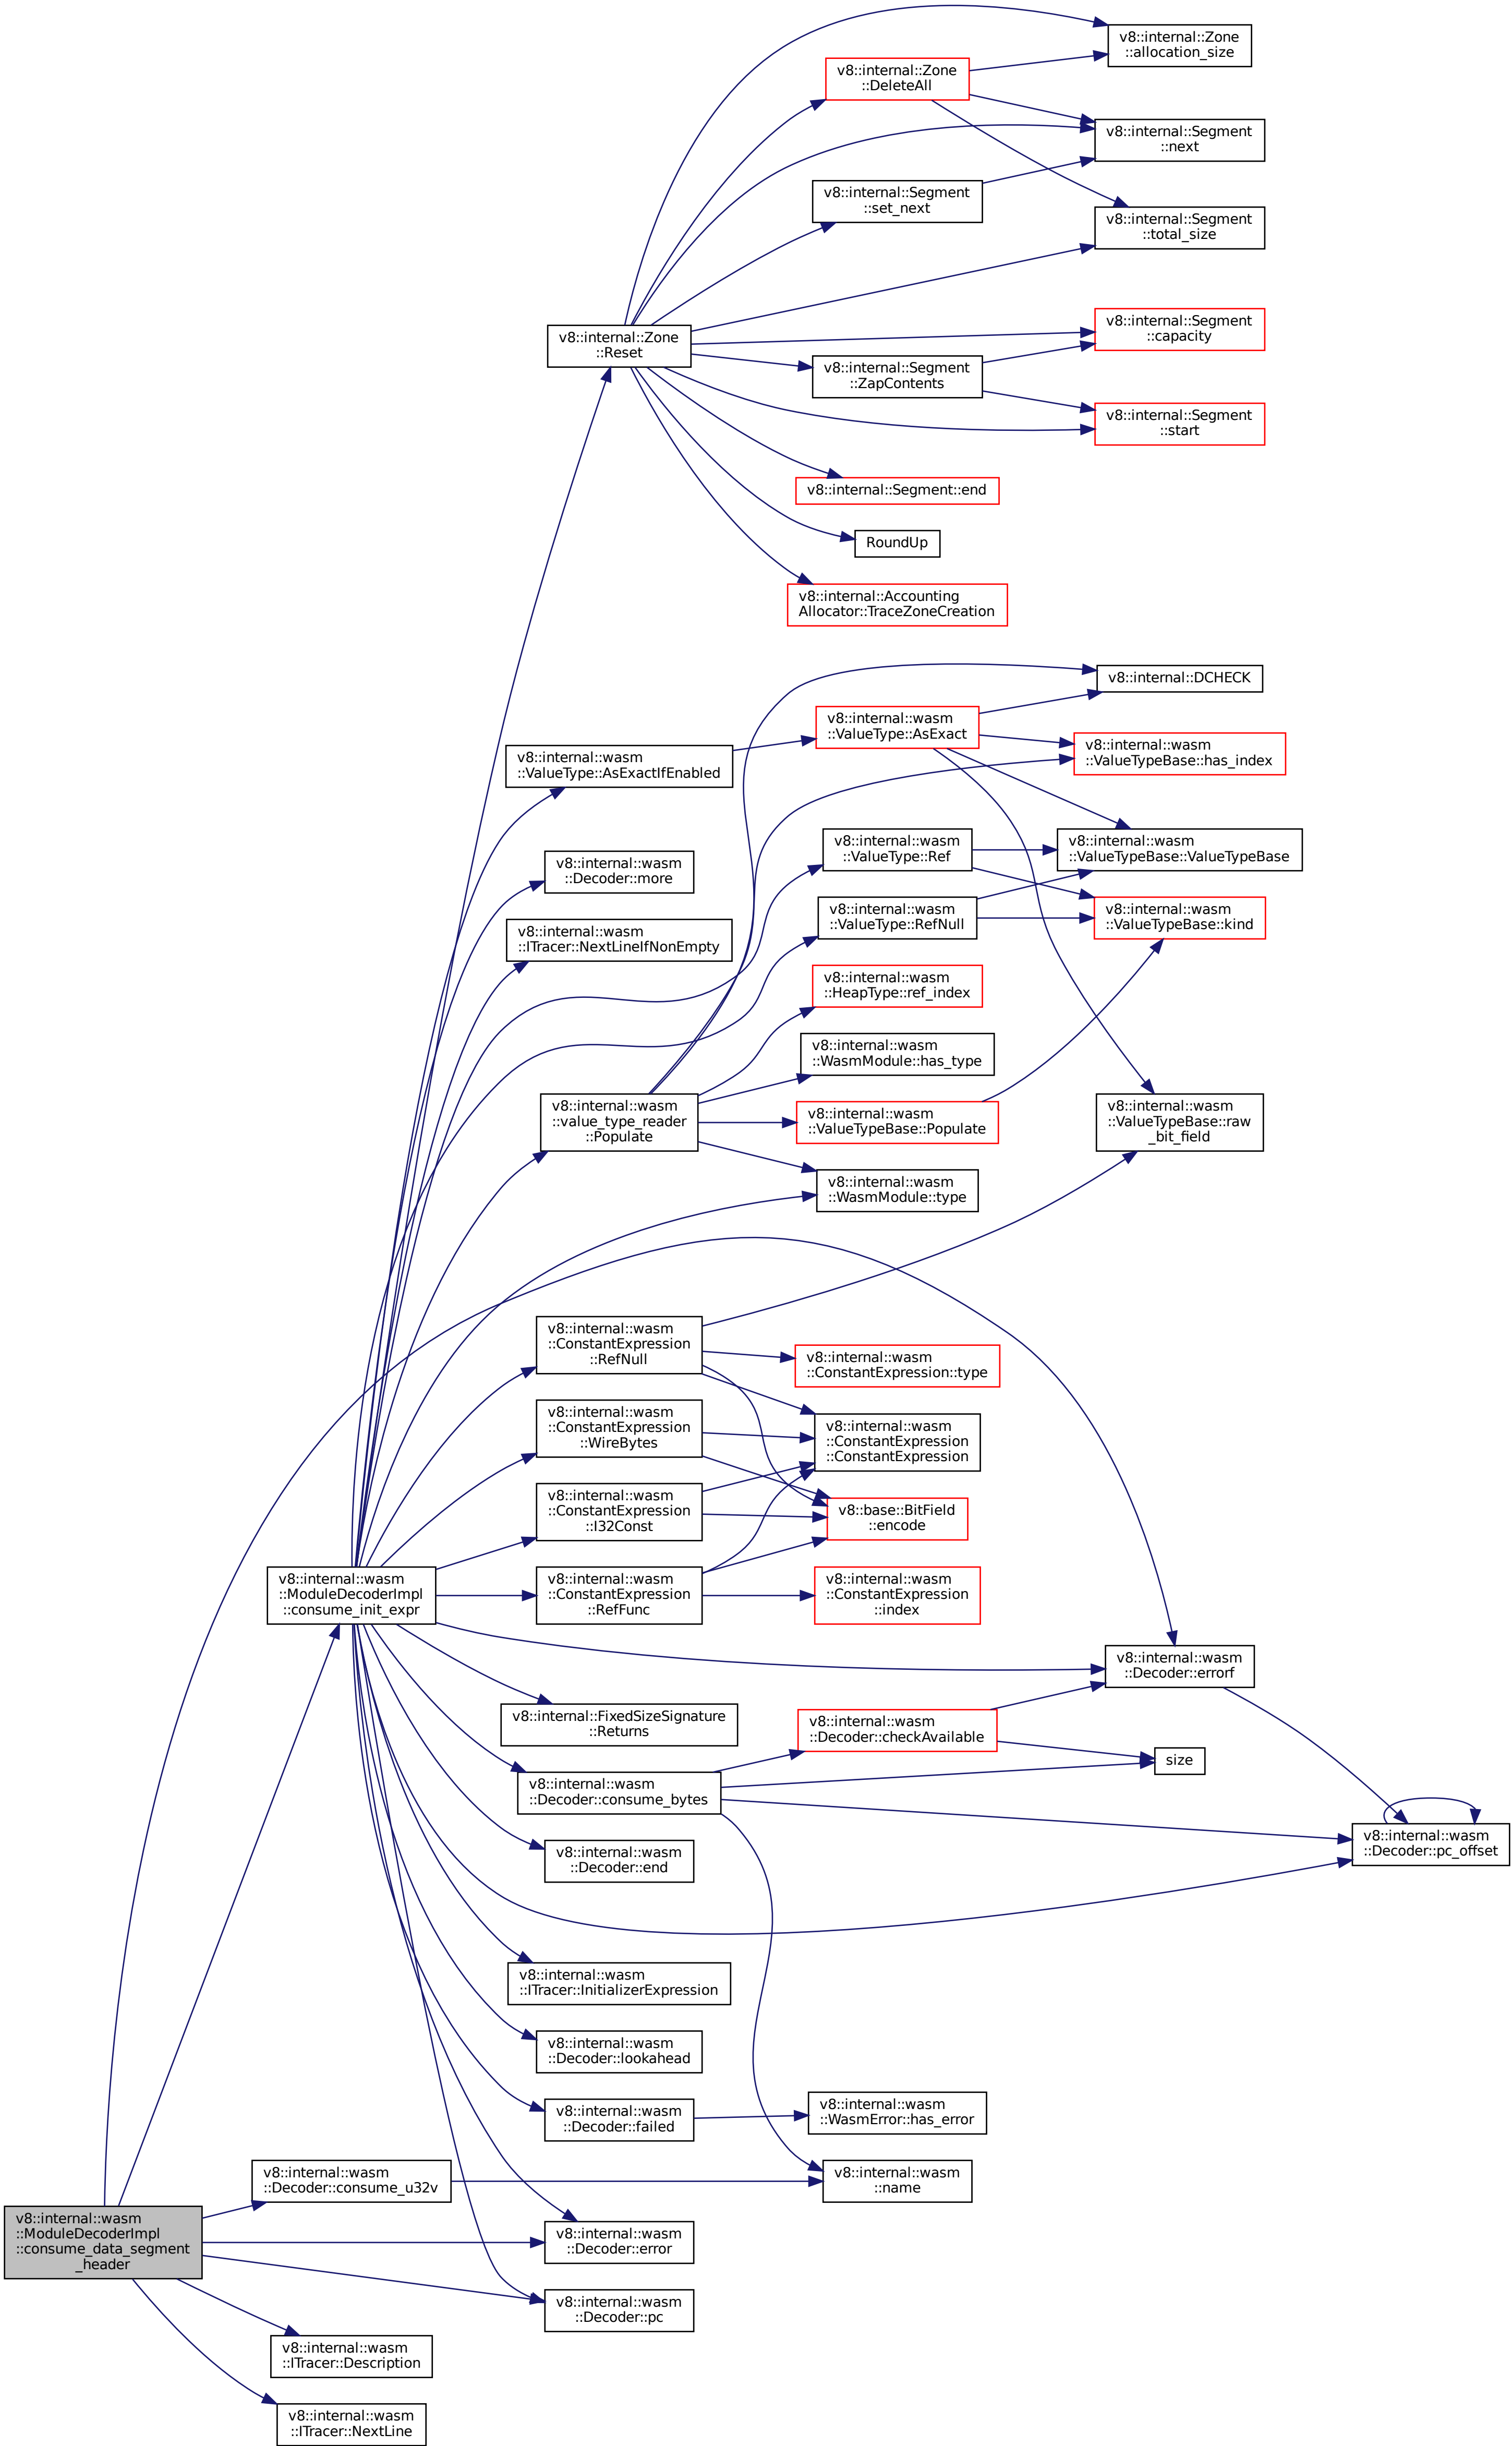 v8::internal::Zone
::allocation_size
v8::internal::Zone
::DeleteAll
v8::internal::Segment
::next
v8::internal::Segment
::set_next
v8::internal::Segment
::total_size
v8::internal::Zone
::Reset
v8::internal::Segment
::capacity
v8::internal::Segment
::ZapContents
v8::internal::Segment
::start
v8::internal::Segment::end
RoundUp
v8::internal::Accounting
Allocator::TraceZoneCreation
v8::internal::DCHECK
v8::internal::wasm
::ValueType::AsExact
v8::internal::wasm
::ValueTypeBase::has_index
v8::internal::wasm
::ValueType::AsExactIfEnabled
v8::internal::wasm
::ValueType::Ref
v8::internal::wasm
::ValueTypeBase::ValueTypeBase
v8::internal::wasm
::Decoder::more
v8::internal::wasm
::ValueType::RefNull
v8::internal::wasm
::ValueTypeBase::kind
v8::internal::wasm
::ITracer::NextLineIfNonEmpty
v8::internal::wasm
::HeapType::ref_index
v8::internal::wasm
::WasmModule::has_type
v8::internal::wasm
::value_type_reader
::Populate
v8::internal::wasm
::ValueTypeBase::Populate
v8::internal::wasm
::ValueTypeBase::raw
_bit_field
v8::internal::wasm
::WasmModule::type
v8::internal::wasm
::ConstantExpression
::RefNull
v8::internal::wasm
::ConstantExpression::type
v8::internal::wasm
::ConstantExpression
::WireBytes
v8::internal::wasm
::ConstantExpression
::ConstantExpression
v8::internal::wasm
::ConstantExpression
::I32Const
v8::base::BitField
::encode
v8::internal::wasm
::ModuleDecoderImpl
::consume_init_expr
v8::internal::wasm
::ConstantExpression
::RefFunc
v8::internal::wasm
::ConstantExpression
::index
v8::internal::wasm
::Decoder::errorf
v8::internal::FixedSizeSignature
::Returns
v8::internal::wasm
::Decoder::checkAvailable
size
v8::internal::wasm
::Decoder::consume_bytes
v8::internal::wasm
::Decoder::pc_offset
v8::internal::wasm
::Decoder::end
v8::internal::wasm
::ITracer::InitializerExpression
v8::internal::wasm
::Decoder::lookahead
v8::internal::wasm
::Decoder::failed
v8::internal::wasm
::WasmError::has_error
v8::internal::wasm
::Decoder::consume_u32v
v8::internal::wasm
::name
v8::internal::wasm
::ModuleDecoderImpl
::consume_data_segment
_header
v8::internal::wasm
::Decoder::error
v8::internal::wasm
::Decoder::pc
v8::internal::wasm
::ITracer::Description
v8::internal::wasm
::ITracer::NextLine